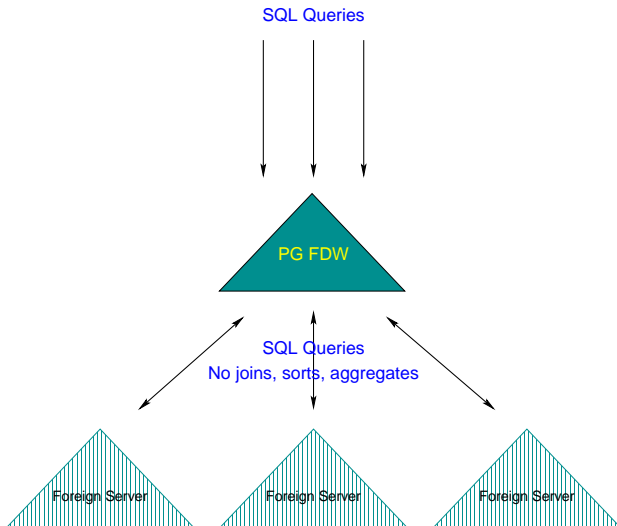 SQL Queries
PG FDW
SQL Queries
No joins, sorts, aggregates
Foreign Server
Foreign Server
Foreign Server